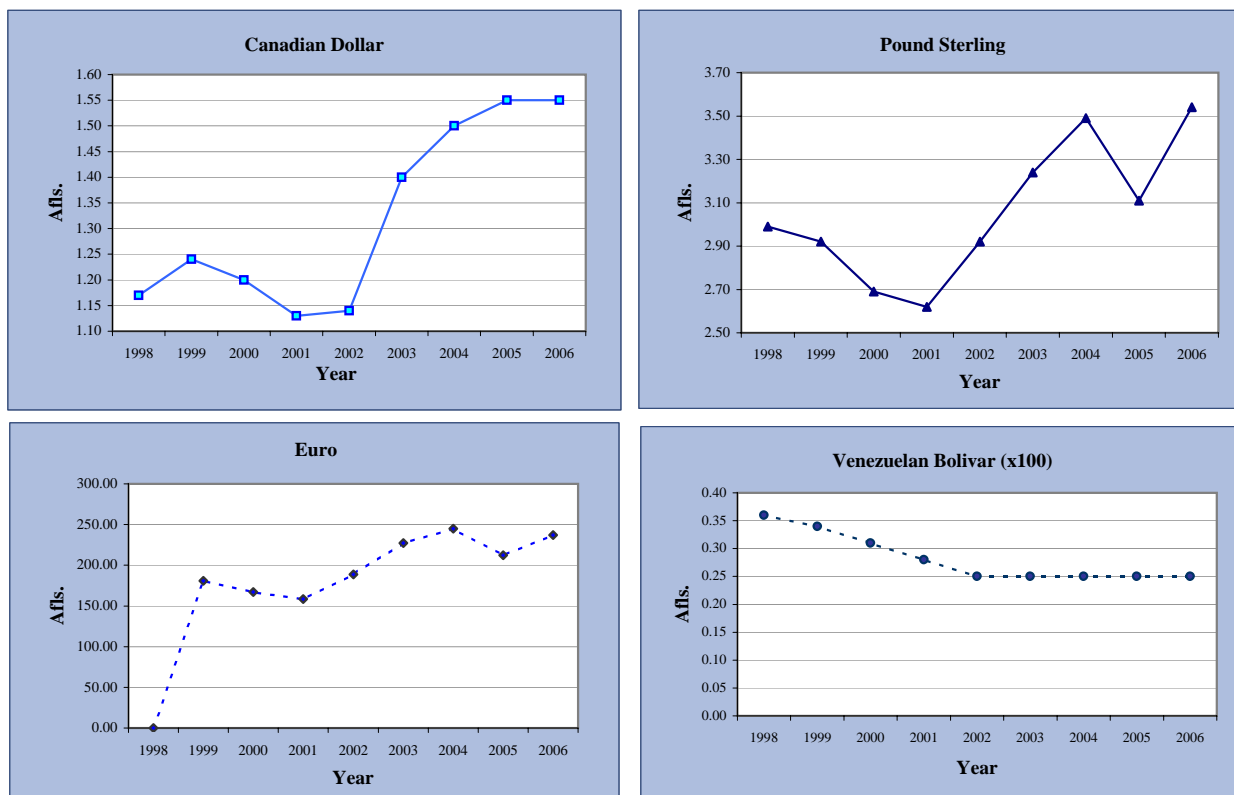 Canadian Dollar
1.60
1.55
1.50
1.45
1.40
1.35
1.30
1.25
1.20
1.15
1.10
Afls.
1998 1999 2000 2001 2002 2003 2004 2005 2006
Year
Pound Sterling
3.70
3.50
3.30
3.10
2.90
2.70
2.50
Afls.
1998 1999 2000 2001 2002 2003 2004 2005 2006
Year
Euro
300.00
250.00
200.00
150.00
100.00
50.00
0.00
Afls.
1998 1999 2000 2001 2002 2003 2004 2005 2006
Year
Venezuelan Bolivar (x100)
0.40
0.35
0.30
0.25
0.20
0.15
0.10
0.05
0.00
Afls.
1998 1999 2000 2001 2002 2003 2004 2005 2006
Year